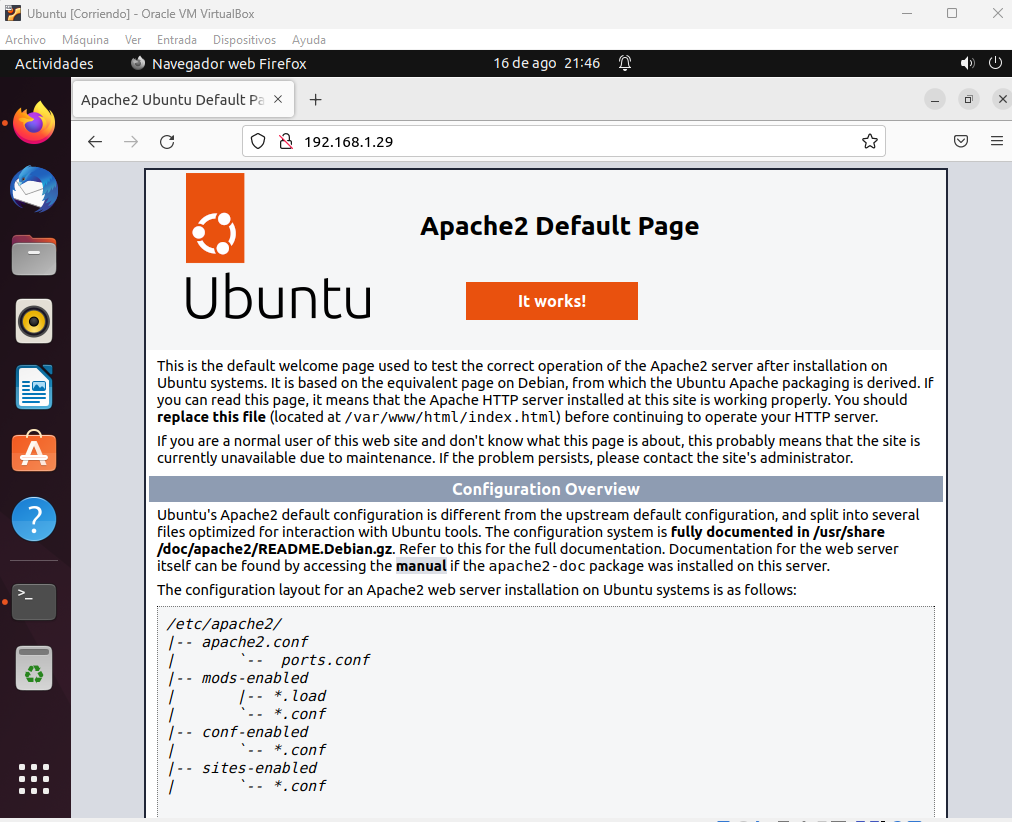 Ubuntu [Corriendo] - Oracle VM VirtualBox
Archivo Máquina Ver Entrada Dispositivos Ayuda
Actividades Navegador web Firefox 16 de ago 21:46
Apache2 Ubuntu Default Pa
192.168.1.29
Apache2 Default Page
Ubuntu
It works!
This is the default welcome page used to test the correct operation of the Apache2 server after installation on
Ubuntu systems. It is based on the equivalent page on Debian, from which the Ubuntu Apache packaging is derived. If
you can read this page, it means that the Apache HTTP server installed at this site is working properly. You should
replace this file (located at /var/www/html/index.html) before continuing to operate your HTTP server.
If you are a normal user of this web site and don't know what this page is about, this probably means that the site is
currently unavailable due to maintenance. If the problem persists, please contact the site's administrator.
Configuration Overview
Ubuntu's Apache2 default configuration is different from the upstream default configuration, and split into several
files optimized for interaction with Ubuntu tools. The configuration system is fully documented in /usr/share
/doc/apache2/README.Debian.gz. Refer to this for the full documentation. Documentation for the web server
itself can be found by accessing the manual if the apache2-doc package was installed on this server.
The configuration layout for an Apache2 web server installation on Ubuntu systems is as follows:
/etc/apache2/
|-- apache2.conf
|       `--  ports.conf
|-- mods-enabled
|       |-- *.load
|       `-- *.conf
|-- conf-enabled
|       `-- *.conf
|-- sites-enabled
|       `-- *.conf